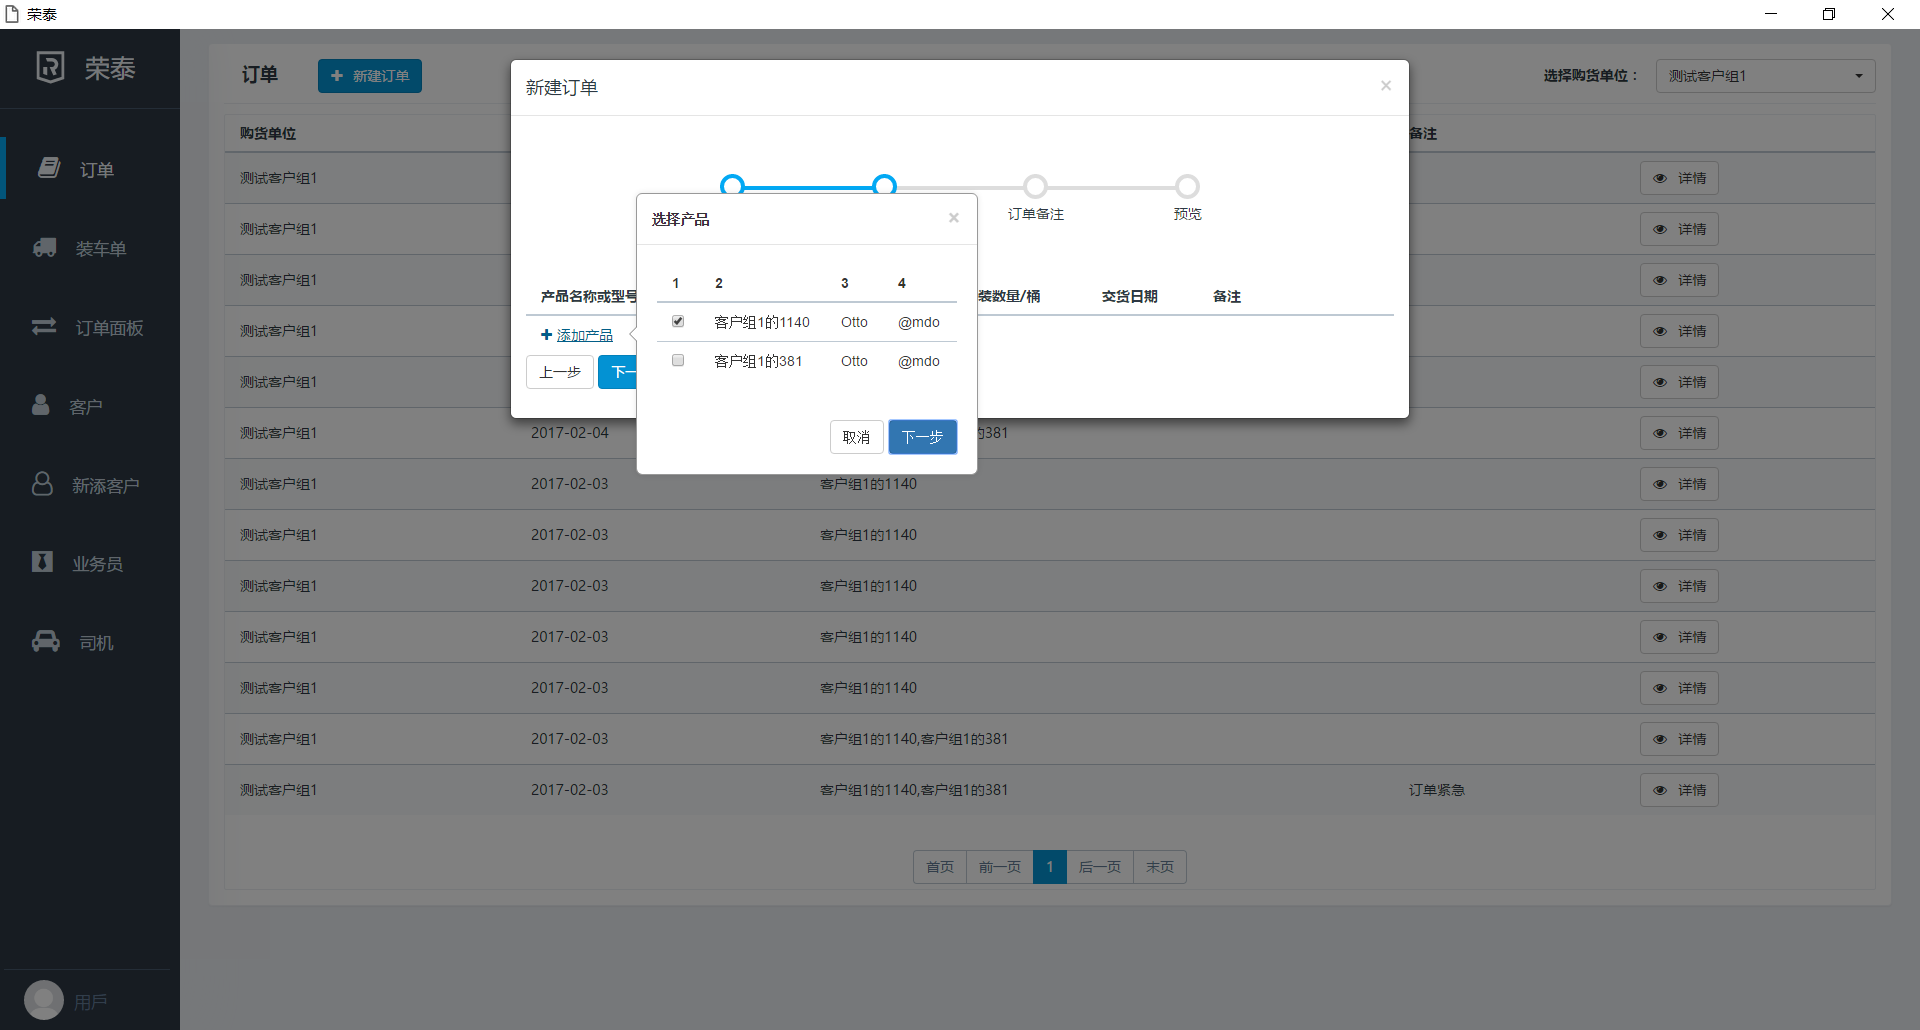 荣泰
荣泰
订单
装车单
订单面板
客户
新添客户
业务员
司机
用戶
订单 新建订单 选择购货单位： 测试客户组1
购货单位 备注
测试客户组1 详情
测试客户组1 详情
测试客户组1 详情
测试客户组1 详情
测试客户组1 详情
测试客户组1 2017-02-04 381 详情
测试客户组1 2017-02-03 客户组1的1140 详情
测试客户组1 2017-02-03 客户组1的1140 详情
测试客户组1 2017-02-03 客户组1的1140 详情
测试客户组1 2017-02-03 客户组1的1140 详情
测试客户组1 2017-02-03 客户组1的1140 详情
测试客户组1 2017-02-03 客户组1的1140,客户组1的381 详情
测试客户组1 2017-02-03 客户组1的1140,客户组1的381 订单紧急 详情
首页 前一页 1 后一页 末页
新建订单 ×
订单备注 预览
产品名称或型号 装数量/桶 交货日期 备注
添加产品
上一步 下一
选择产品 ×
1 2 3 4
客户组1的1140 Otto @mdo
客户组1的381 Otto @mdo
取消 下一步